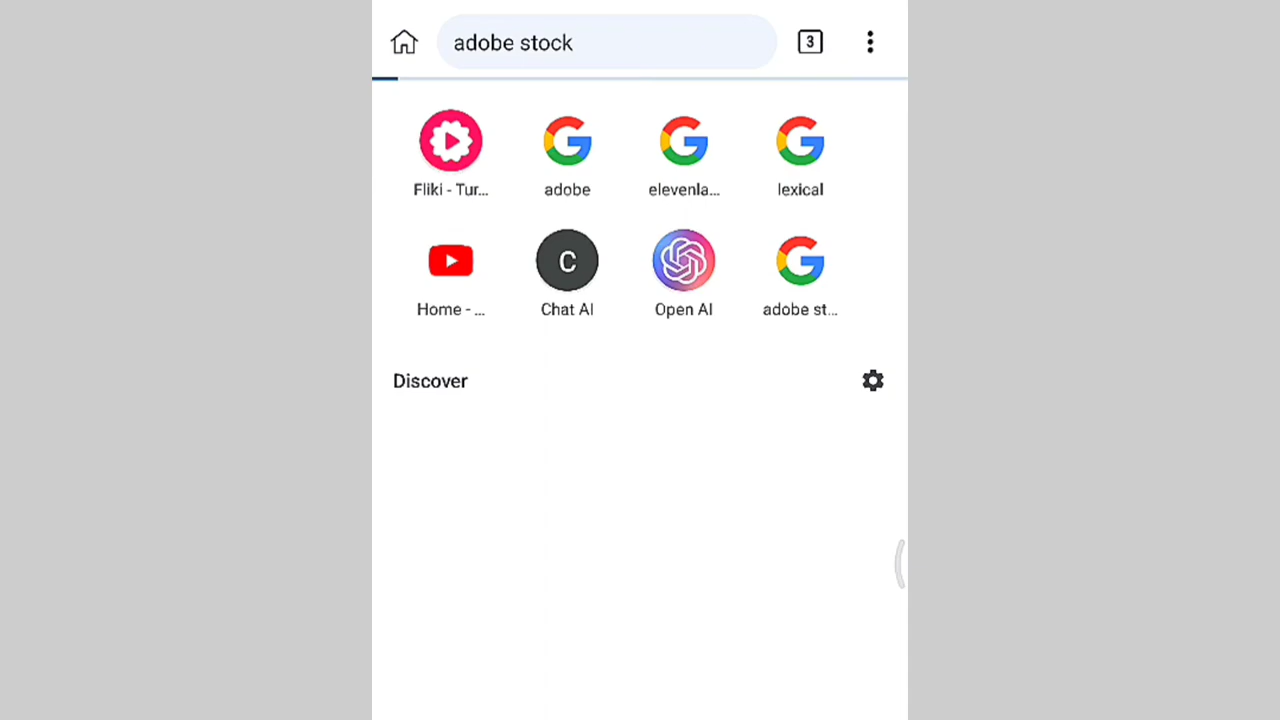 adobe stock
3
Fliki - Tur...
adobe
elevenla...
lexical
C
Home - ...
Chat AI
Open AI
adobe st...
Discover